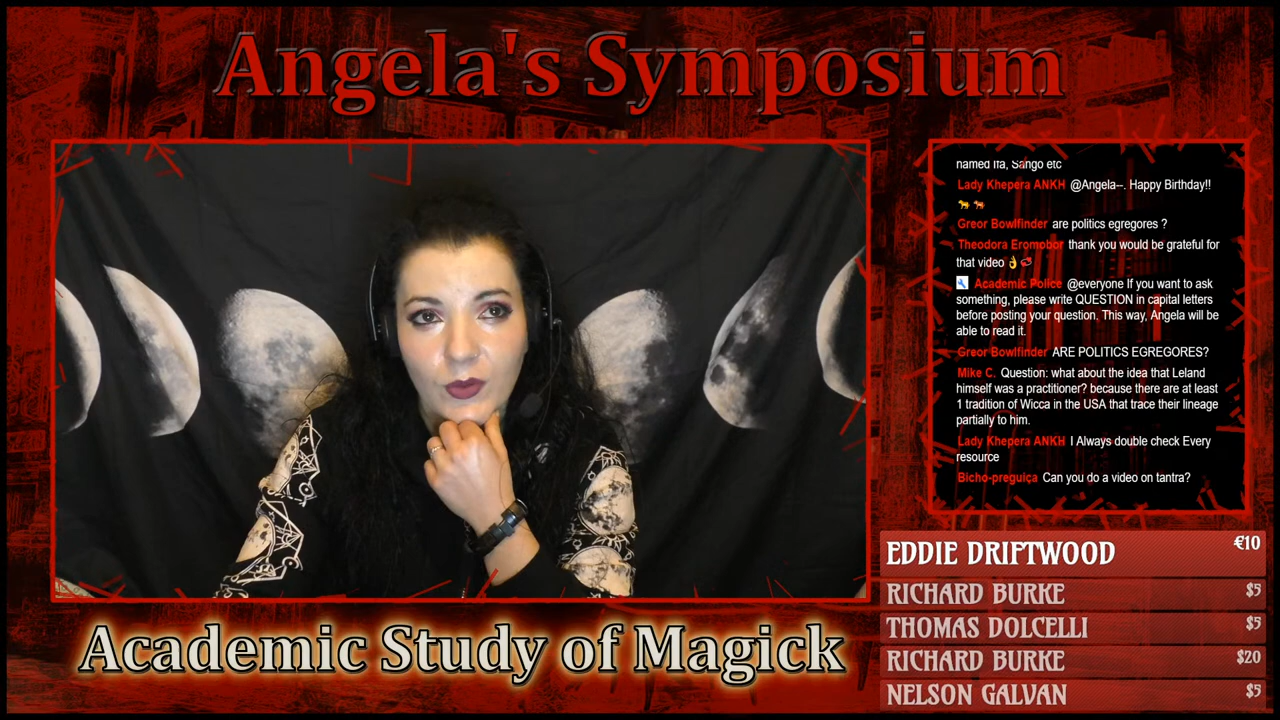 Angela's Symposium
named Ifa, Sango etc
Lady Khepera ANKH @Angela--. Happy Birthday!!
Greor Bowlfinder are politics egregores ?
Theodora Eromobor thank you would be grateful for
that video
Academic Police @everyone If you want to ask
something, please write QUESTION in capital letters
before posting your question. This way, Angela will be
able to read it.
Greor Bowlfinder ARE POLITICS EGREGORES?
Mike C. Question: what about the idea that Leland
himself was a practitioner? because there are at least
1 tradition of Wicca in the USA that trace their lineage
partially to him.
Lady Khepera ANKH I Always double check Every
resource
Bicho-preguiça Can you do a video on tantra?
EDDIE DRIFTWOOD €10
RICHARD BURKE $5
THOMAS DOLCELLI $5
RICHARD BURKE $20
NELSON GALVAN $5
Academic Study of Magick